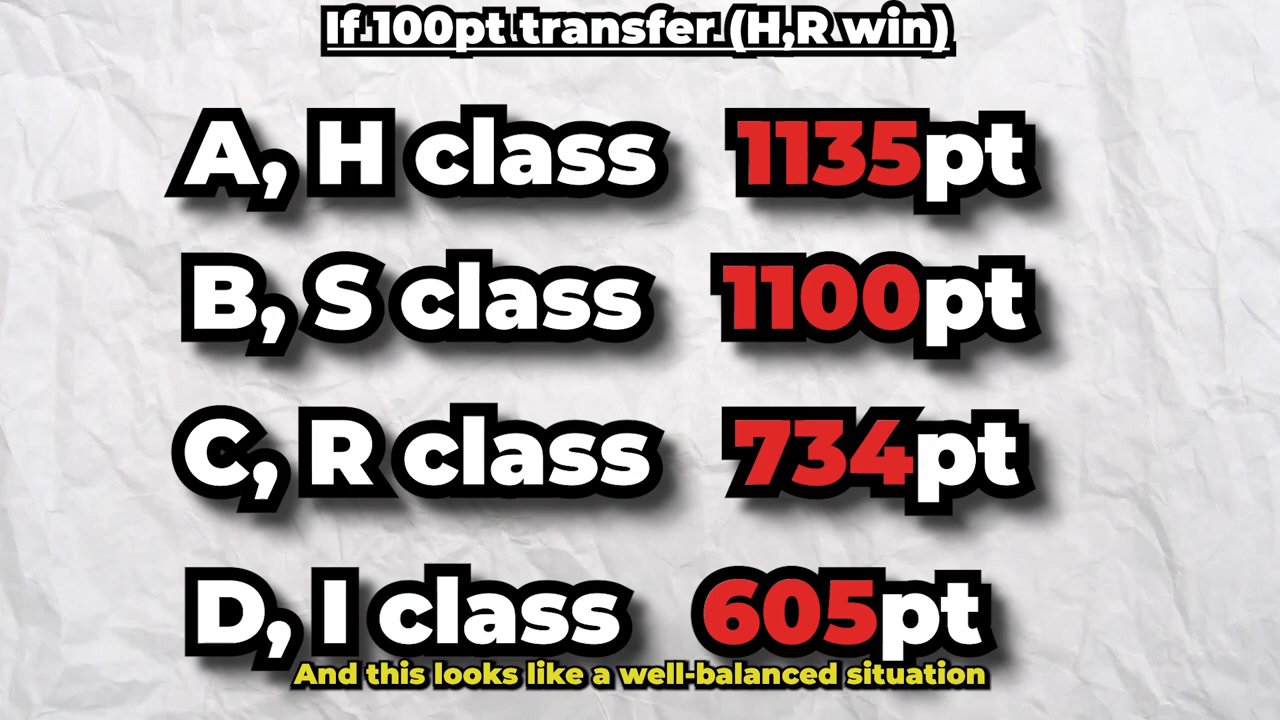 If 100pt transfer (H,R win)
A, H class 1135pt
B, S class 1100pt
C, R class 734pt
D, I class 605pt
And this looks like a well-balanced situation